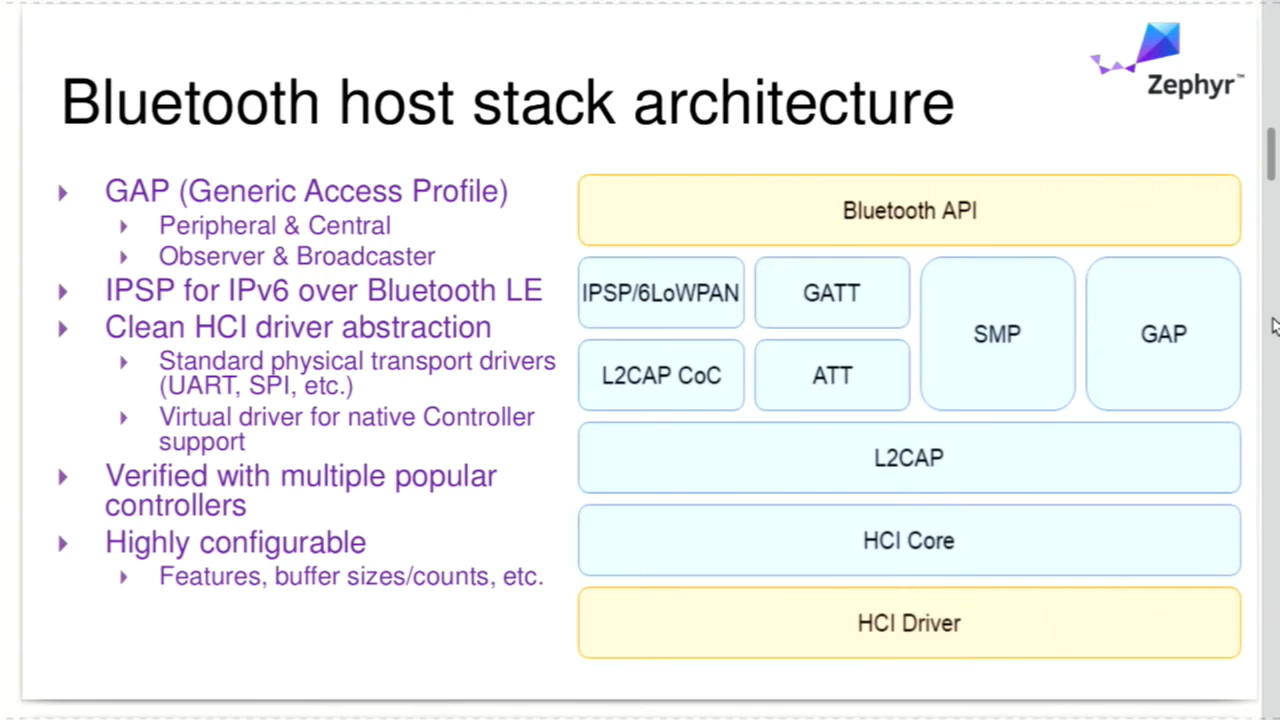 Zephyr™
Bluetooth host stack architecture
GAP (Generic Access Profile)
Peripheral & Central
Observer & Broadcaster
IPSP for IPv6 over Bluetooth LE
Clean HCI driver abstraction
Standard physical transport drivers
(UART, SPI, etc.)
Virtual driver for native Controller
support
Verified with multiple popular
controllers
Highly configurable
Features, buffer sizes/counts, etc.
Bluetooth API
IPSP/6LoWPAN
GATT
SMP
GAP
L2CAP CoC
ATT
L2CAP
HCI Core
HCI Driver